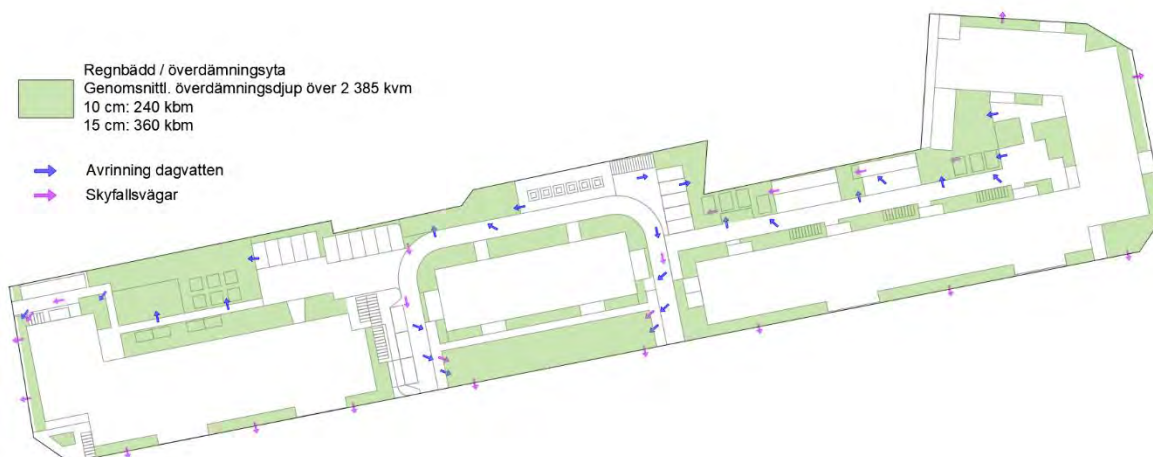 Regnbädd / överdämningsyta
Genomsnittl. överdämningsdjup över 2 385 kvm
10 cm: 240 kbm
15 cm: 360 kbm
Avrinning dagvatten
Skyfallsvägar